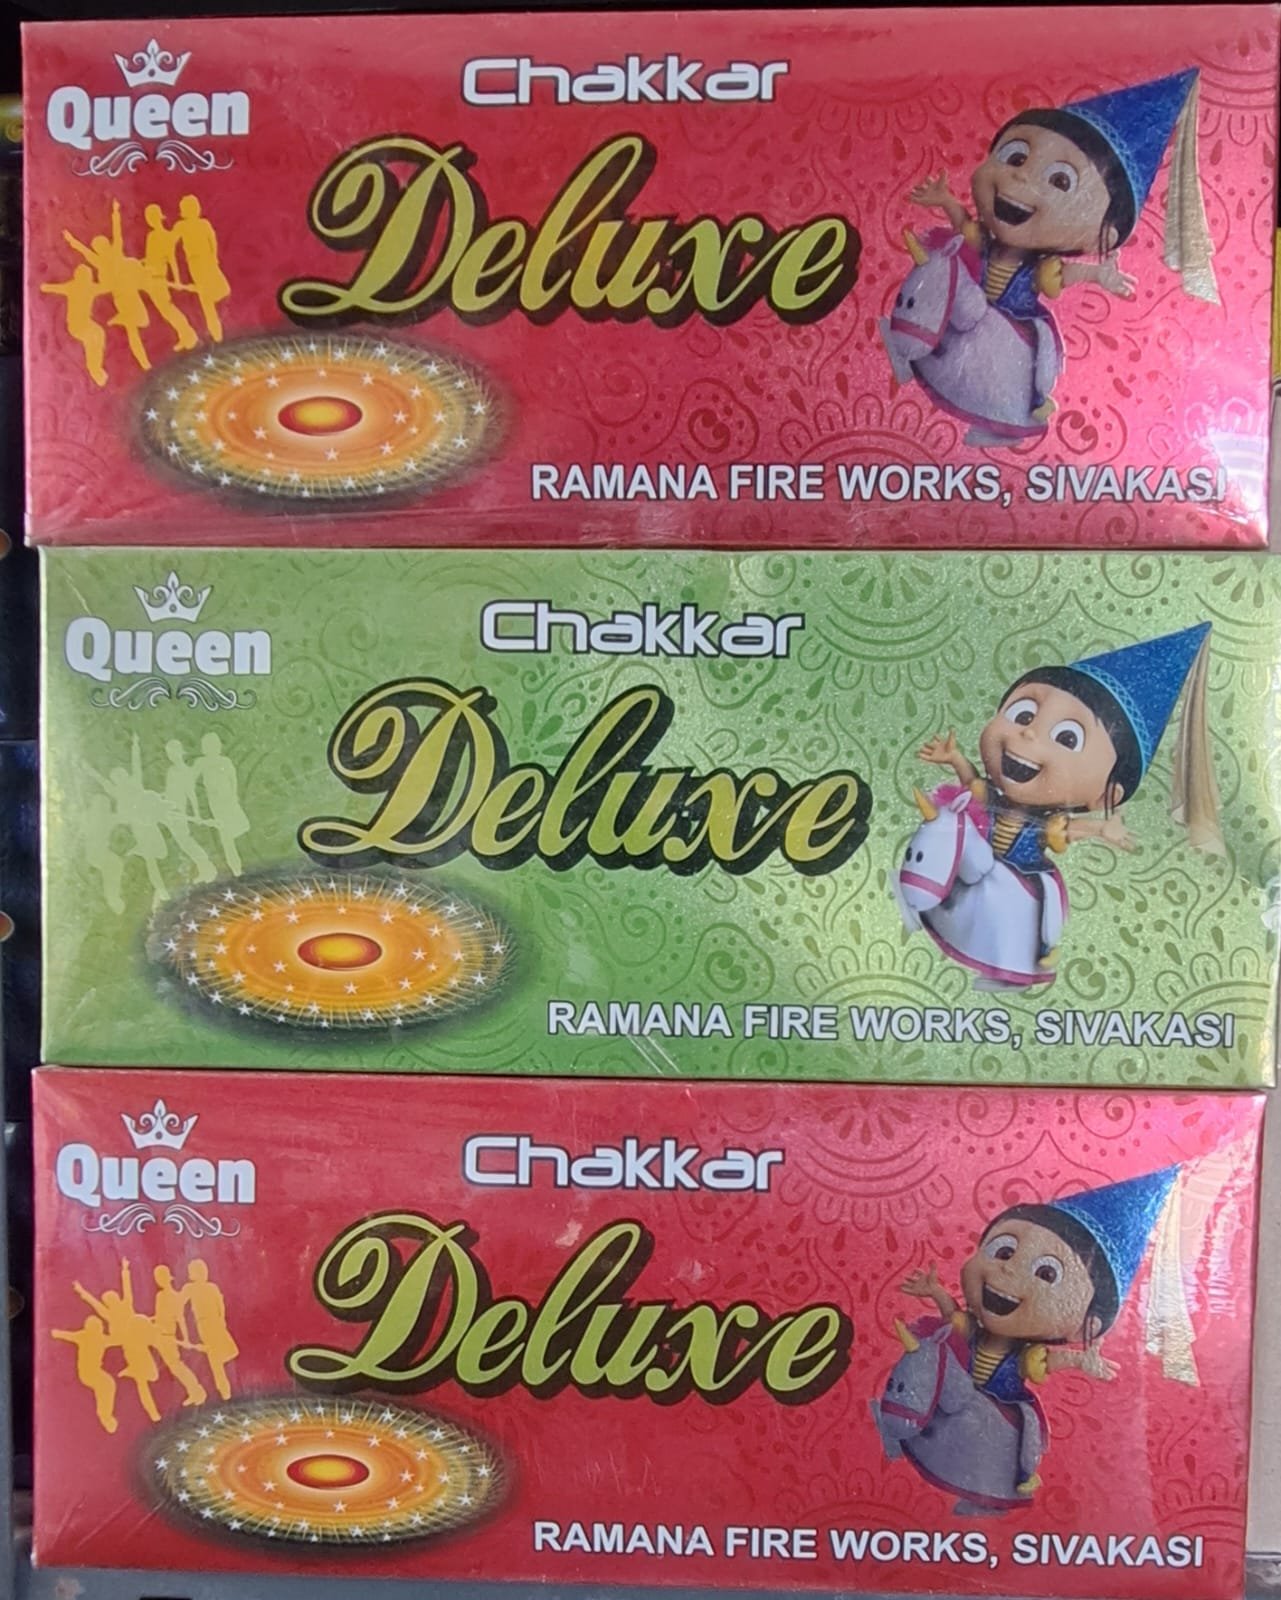 Queen
Chakkar
Deluxe
RAMANA FIRE WORKS, SIVAKASI
Queen
Chakkar
Deluxe
RAMANA FIRE WORKS, SIVAKASI
Queen
Chakkar
Deluxe
RAMANA FIRE WORKS, SIVAKASI